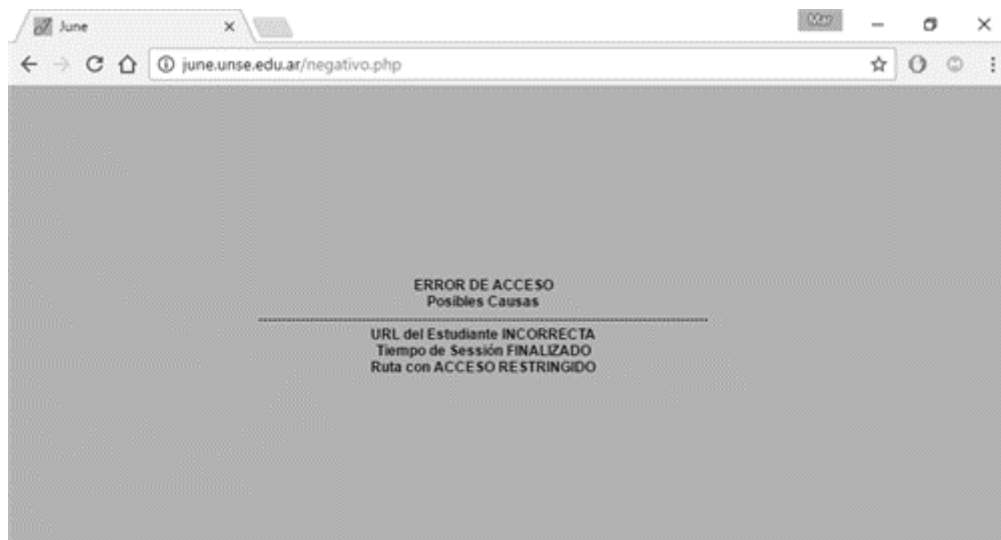 June
Mar
june.unse.edu.ar/negativo.php
ERROR DE ACCESO
Posibles Causas
URL del Estudiante INCORRECTA
Tiempo de Sessión FINALIZADO
Ruta con ACCESO RESTRINGIDO